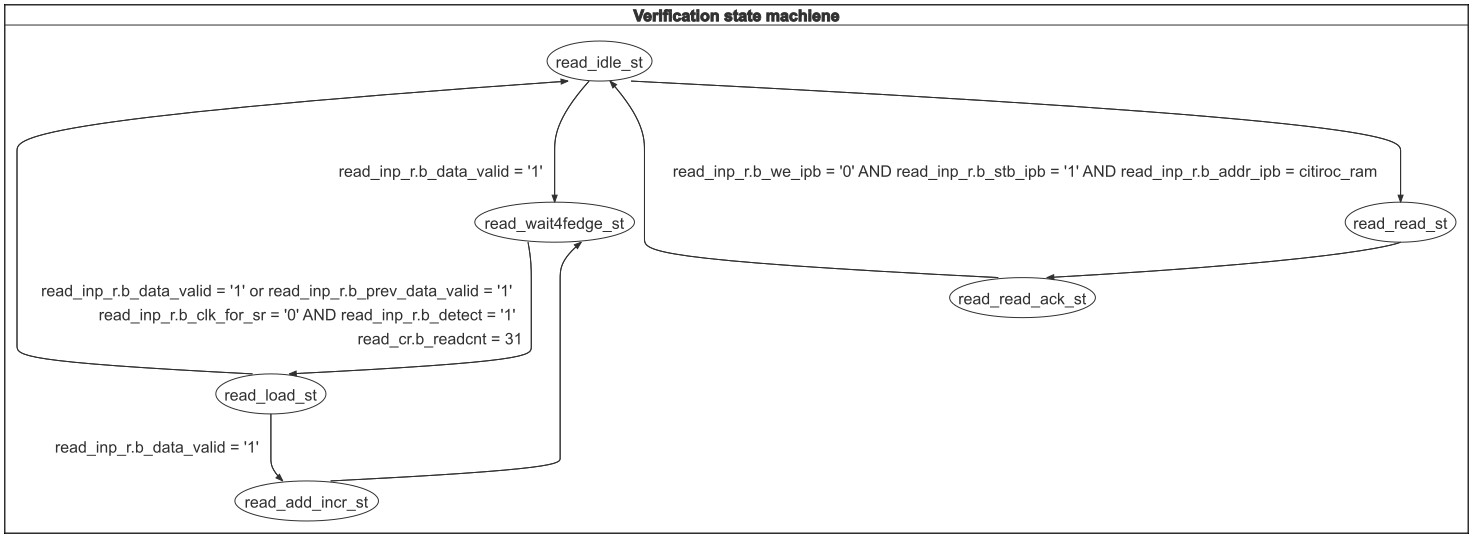 Verification state machiene
read_idle_st
read_inp_r.b_data_valid = '1'
read_inp_r.b_we_ipb = '0' AND read_inp_r.b_stb_ipb = '1' AND read_inp_r.b_addr_ipb = citiroc_ram
read_wait4fedge_st
read_read_st
read_inp_r.b_data_valid = '1' or read_inp_r.b_prev_data_valid = '1'
read_inp_r.b_clk_for_sr = '0' AND read_inp_r.b_detect = '1'
read_cr.b_readcnt = 31
read_read_ack_st
read_load_st
read_inp_r.b_data_valid = '1'
read_add_incr_st